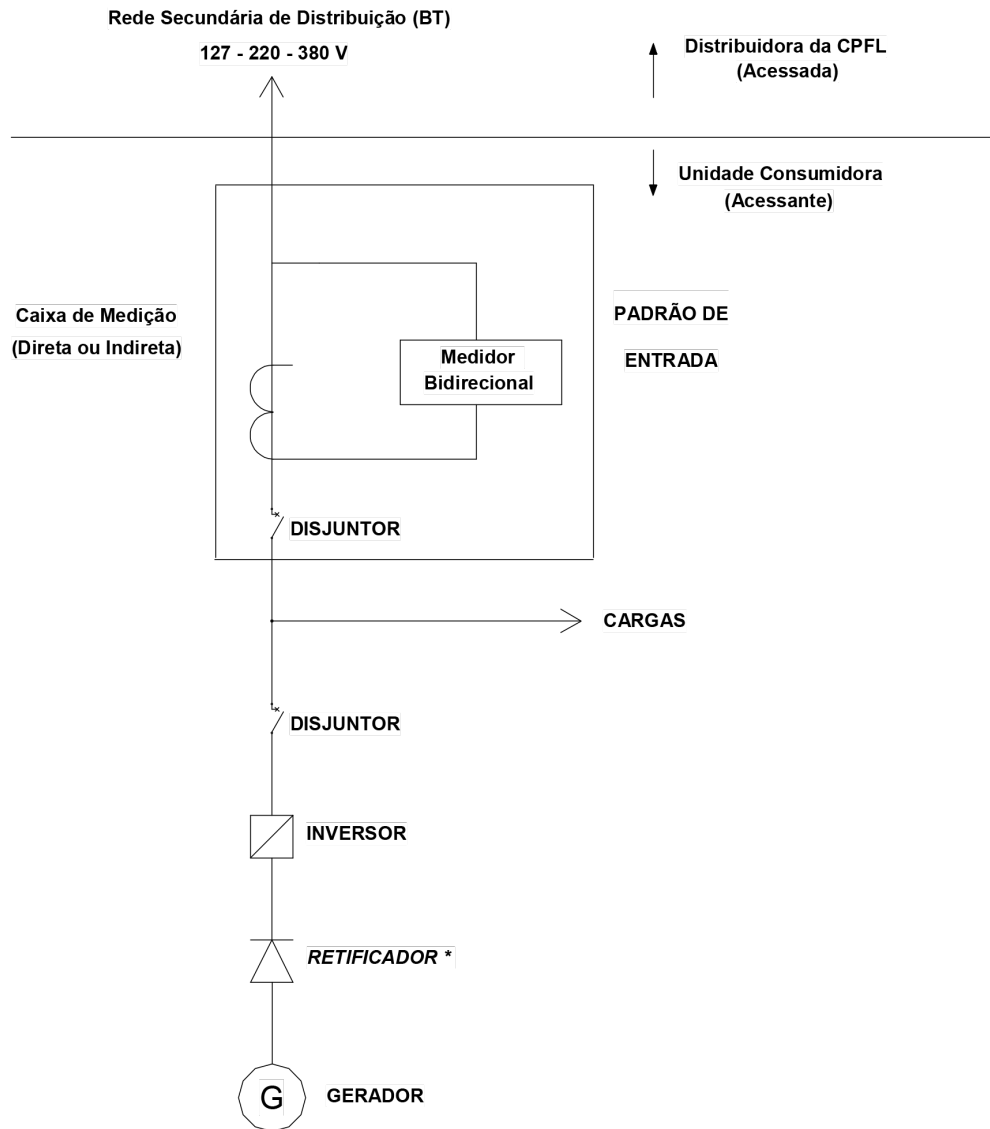 Rede Secundária de Distribuição (BT)
127 - 220 - 380 V
Distribuidora da CPFL
(Acessada)
Unidade Consumidora
(Acessante)
Caixa de Medição
(Direta ou Indireta)
PADRÃO DE
ENTRADA
Medidor
Bidirecional
DISJUNTOR
CARGAS
DISJUNTOR
INVERSOR
RETIFICADOR *
G
GERADOR